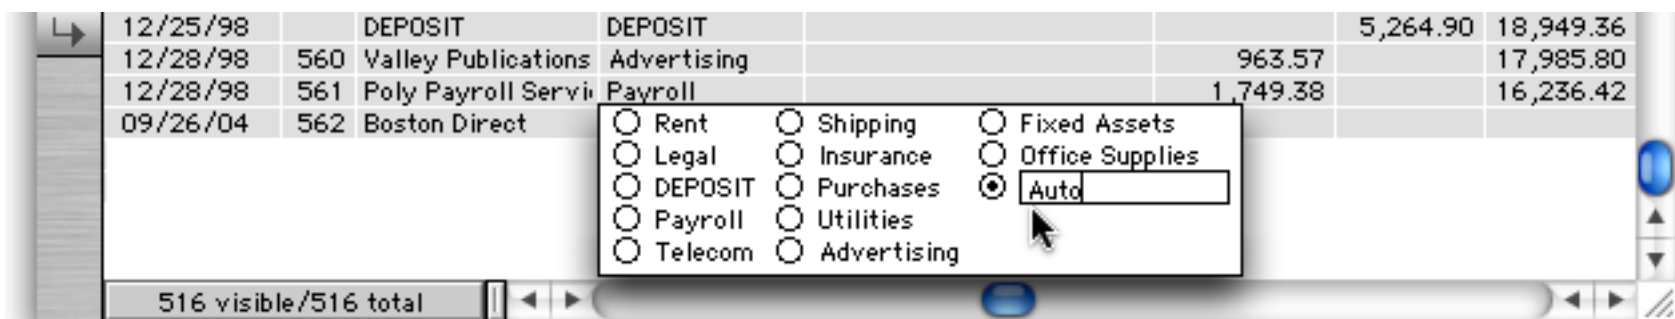 12/25/98 DEPOSIT DEPOSIT 5,264.90 18,949.36
12/28/98 560 Valley Publications Advertising 963.57 17,985.80
12/28/98 561 Poly Payroll Servi Payroll 1,749.38 16,236.42
09/26/04 562 Boston Direct
Rent Shipping Fixed Assets
Legal Insurance Office Supplies
DEPOSIT Purchases Auto
Payroll Utilities
Telecom Advertising
516 visible/516 total